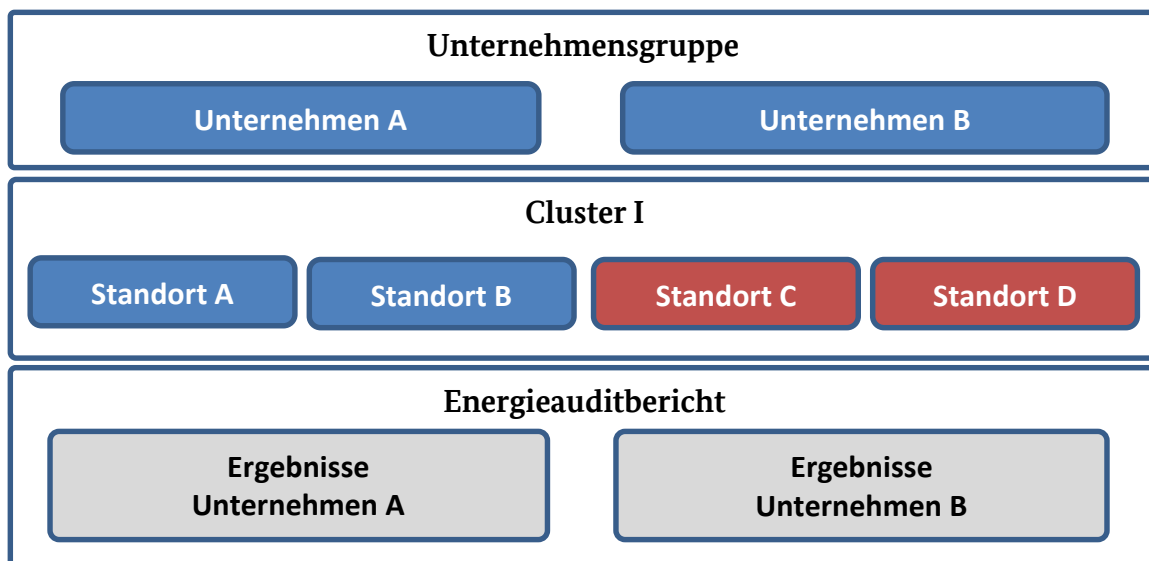 Unternehmensgruppe
Unternehmen A
Unternehmen B
Cluster I
Standort A
Standort B
Standort C
Standort D
Energieauditbericht
Ergebnisse
Unternehmen A
Ergebnisse
Unternehmen B